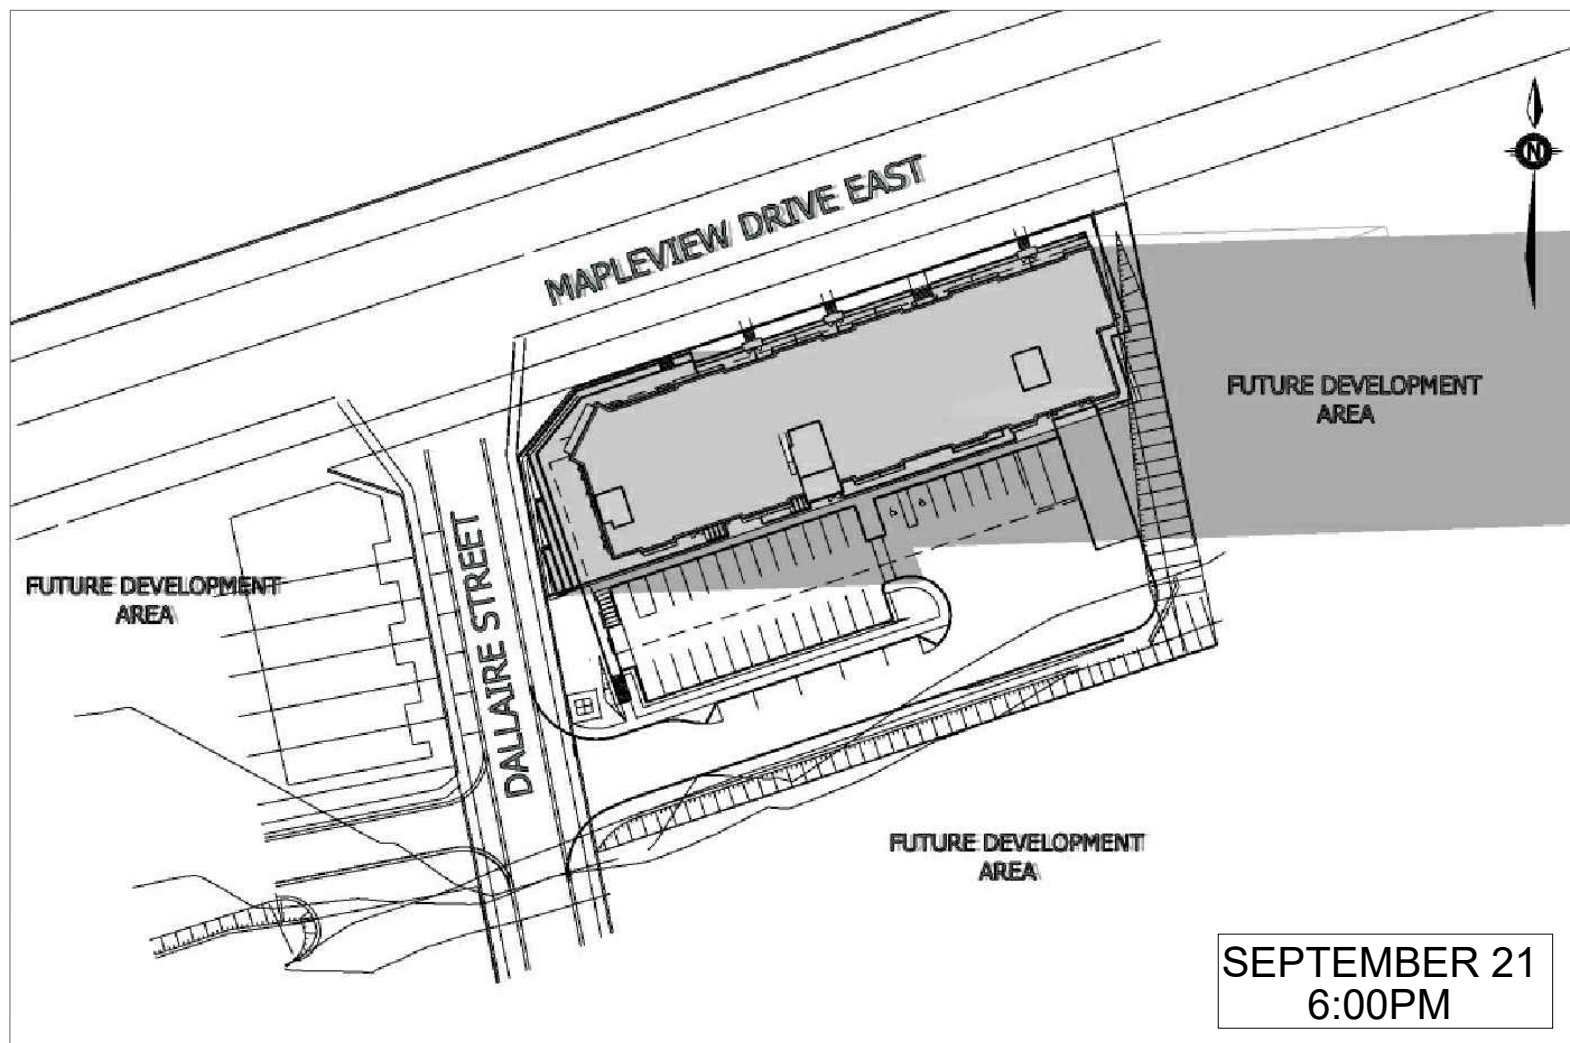 MAPLEVIEW DRIVE EAST
N
FUTURE DEVELOPMENT
AREA
FUTURE DEVELOPMENT
AREA
DALLAIRE STREET
FUTURE DEVELOPMENT
AREA
SEPTEMBER 21
6:00PM